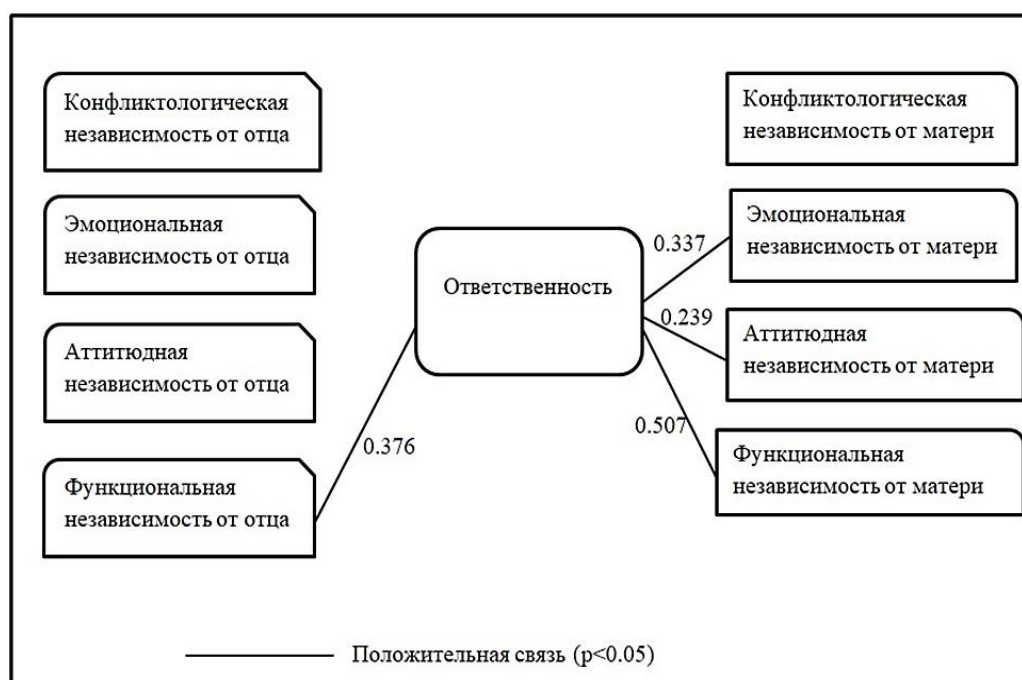 Конфликтологическая
независимость от отца
Эмоциональная
независимость от отца
Аттитюдная
независимость от отца
Функциональная
независимость от отца
0.376
Ответственность
0.337
0.239
0.507
Конфликтологическая
независимость от матери
Эмоциональная
независимость от матери
Аттитюдная
независимость от матери
Функциональная
независимость от матери
Положительная связь (p<0.05)